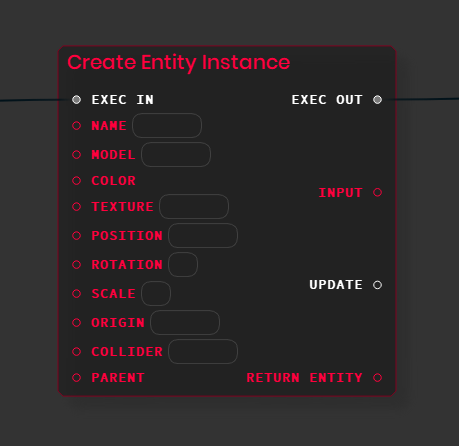 Create Entity Instance
EXEC IN
EXEC OUT
NAME
MODEL
COLOR
INPUT
TEXTURE
POSITION
ROTATION
UPDATE
SCALE
ORIGIN
COLLIDER
PARENT
RETURN ENTITY